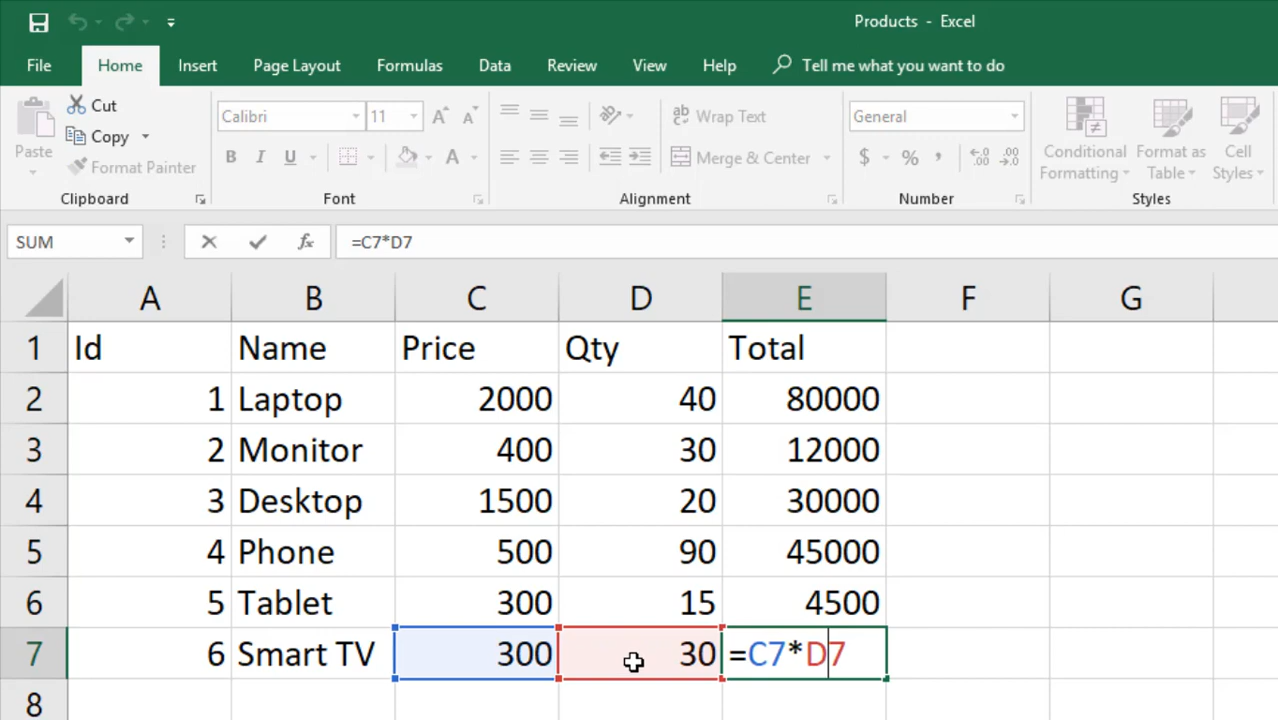 Products - Excel
File Home Insert Page Layout Formulas Data Review View Help Tell me what you want to do
Paste
Cut
Copy
Format Painter
Calibri 11
B I U
ab Wrap Text
Merge & Center
General
$ %
Conditional Formatting
Format as Table
Cell Styles
Clipboard Font Alignment Number Styles
SUM fx =C7*D7
A B C D E F G
1 Id Name Price Qty Total
2 1 Laptop 2000 40 80000
3 2 Monitor 400 30 12000
4 3 Desktop 1500 20 30000
5 4 Phone 500 90 45000
6 5 Tablet 300 15 4500
7 6 Smart TV 300 30 =C7*D7
8